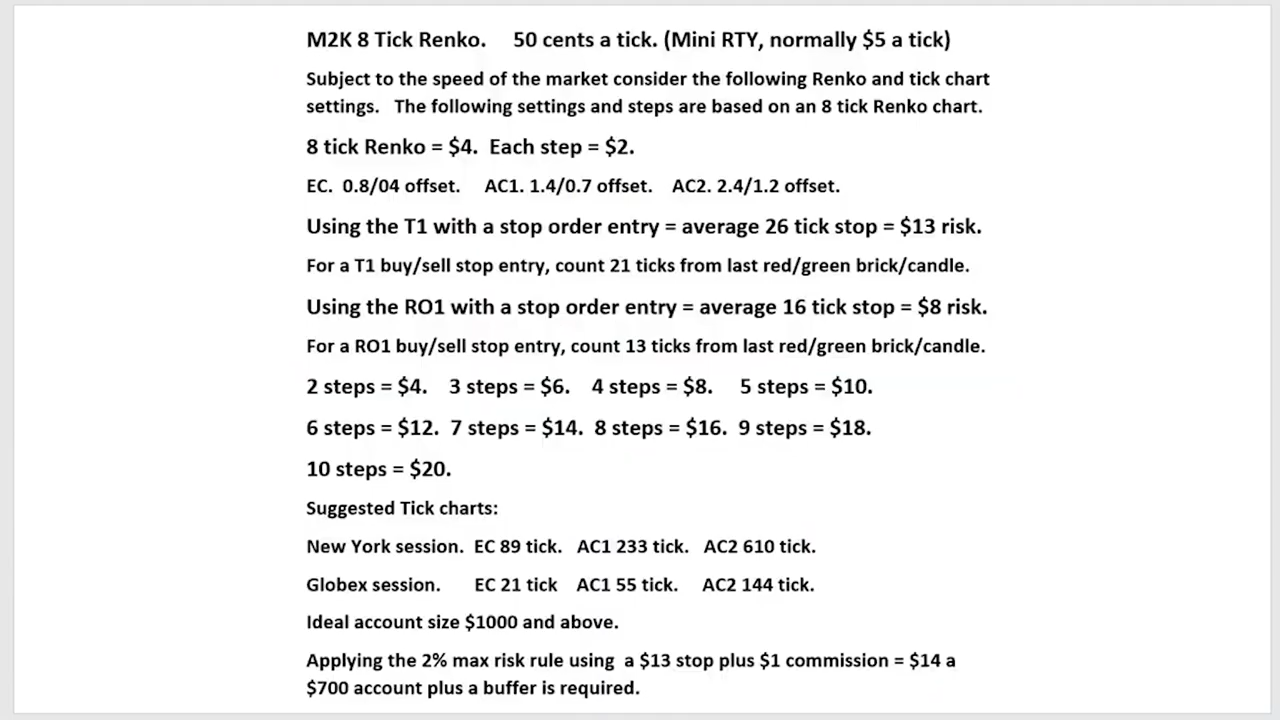 M2K 8 Tick Renko. 50 cents a tick. (Mini RTY, normally $5 a tick)
Subject to the speed of the market consider the following Renko and tick chart
settings. The following settings and steps are based on an 8 tick Renko chart.
8 tick Renko = $4. Each step = $2.
EC. 0.8/04 offset. AC1. 1.4/0.7 offset. AC2. 2.4/1.2 offset.
Using the T1 with a stop order entry = average 26 tick stop = $13 risk.
For a T1 buy/sell stop entry, count 21 ticks from last red/green brick/candle.
Using the RO1 with a stop order entry = average 16 tick stop = $8 risk.
For a RO1 buy/sell stop entry, count 13 ticks from last red/green brick/candle.
2 steps = $4. 3 steps = $6. 4 steps = $8. 5 steps = $10.
6 steps = $12. 7 steps = $14. 8 steps = $16. 9 steps = $18.
10 steps = $20.
Suggested Tick charts:
New York session. EC 89 tick. AC1 233 tick. AC2 610 tick.
Globex session. EC 21 tick AC1 55 tick. AC2 144 tick.
Ideal account size $1000 and above.
Applying the 2% max risk rule using a $13 stop plus $1 commission = $14 a
$700 account plus a buffer is required.